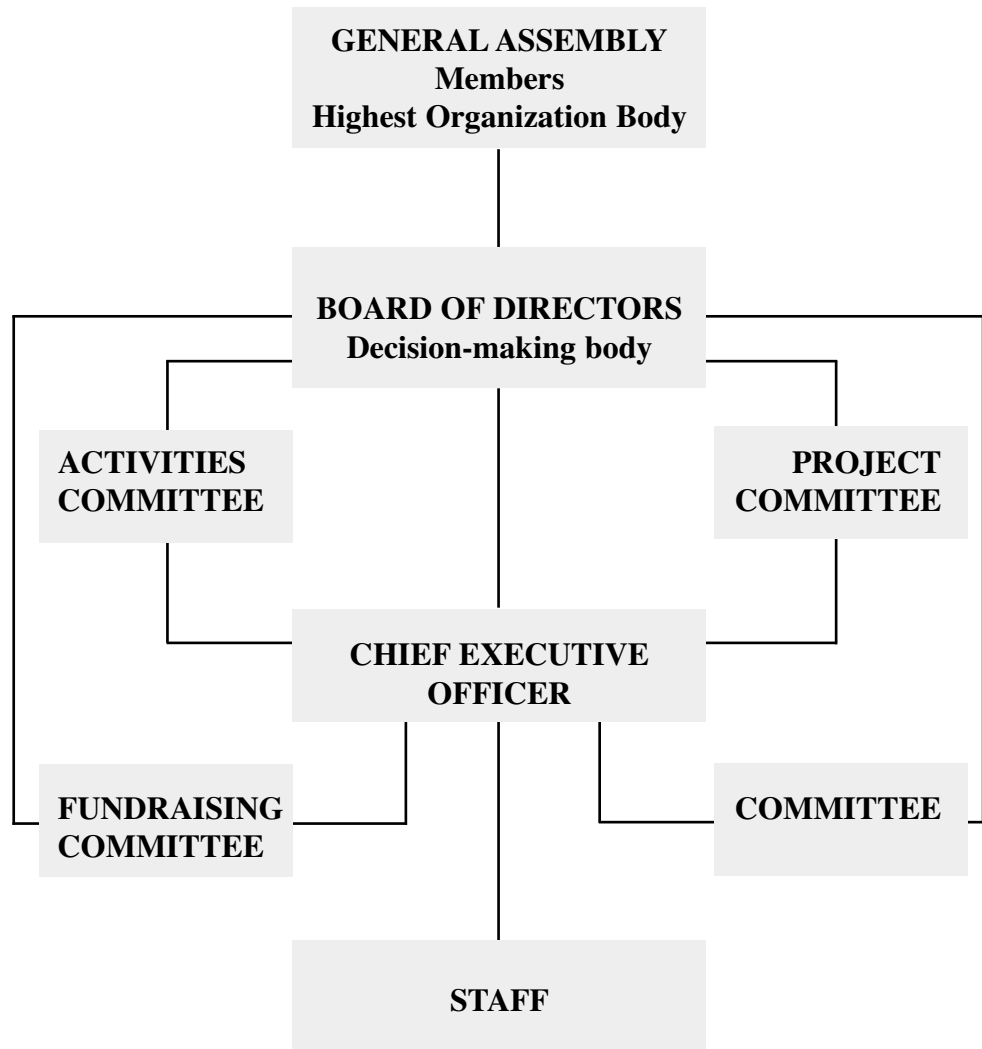 GENERAL ASSEMBLY
Members
Highest Organization Body
BOARD OF DIRECTORS
Decision-making body
ACTIVITIES
COMMITTEE
PROJECT
COMMITTEE
CHIEF EXECUTIVE
OFFICER
FUNDRAISING
COMMITTEE
COMMITTEE
STAFF